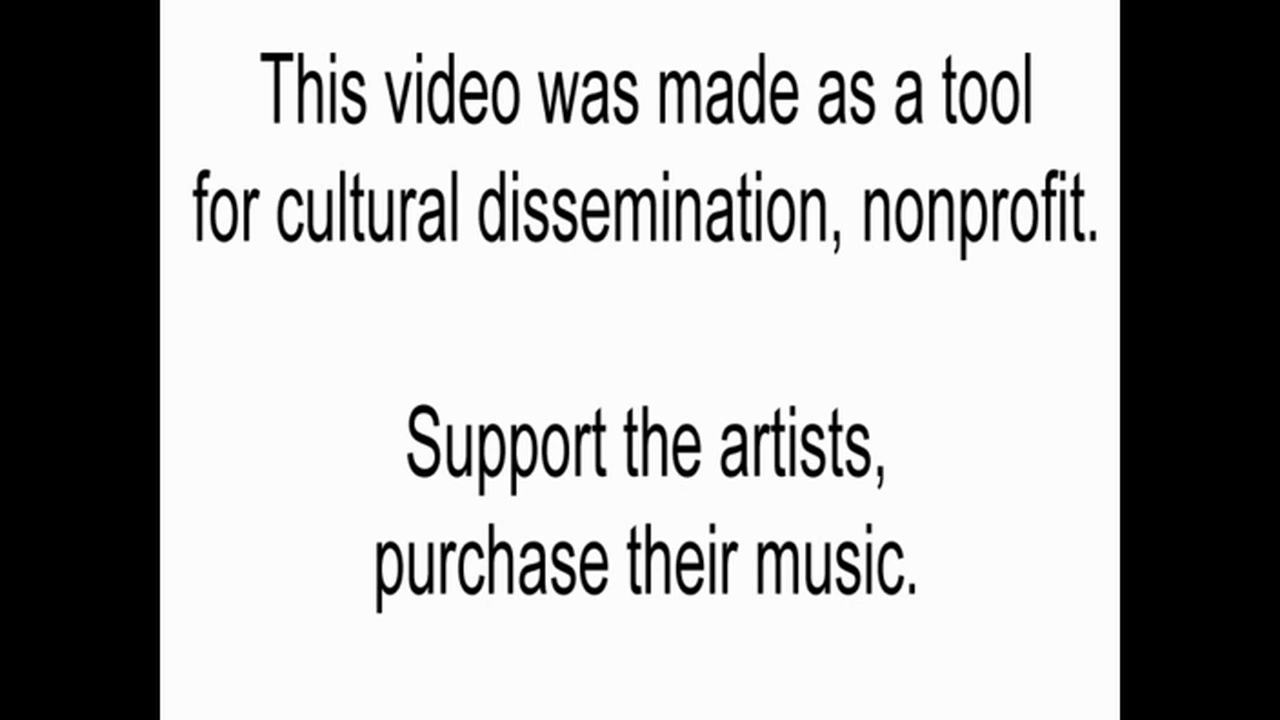 This video was made as a tool
for cultural dissemination, nonprofit.
Support the artists,
purchase their music.